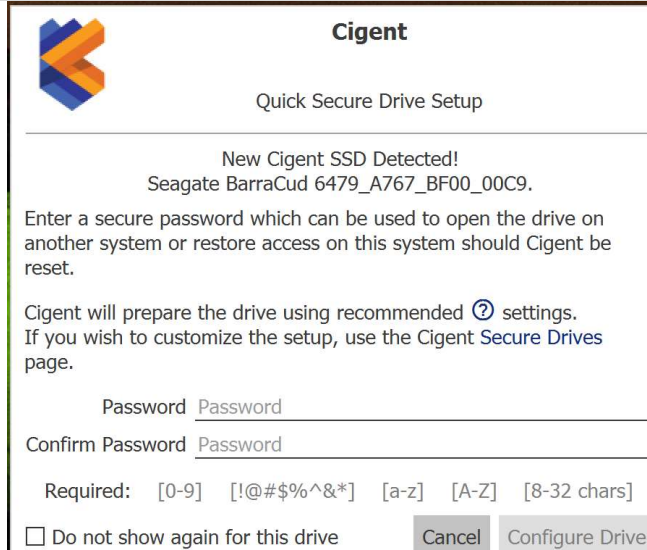 Cigent
Quick Secure Drive Setup
New Cigent SSD Detected!
Seagate BarraCud 6479_A767_BF00_00C9.
Enter a secure password which can be used to open the drive on
another system or restore access on this system should Cigent be
reset.
Cigent will prepare the drive using recommended ? settings.
If you wish to customize the setup, use the Cigent Secure Drives
page.
Password Password
Confirm Password Password
Required: [0-9] [!@#$%^&*] [a-z] [A-Z] [8-32 chars]
Do not show again for this drive Cancel Configure Drive